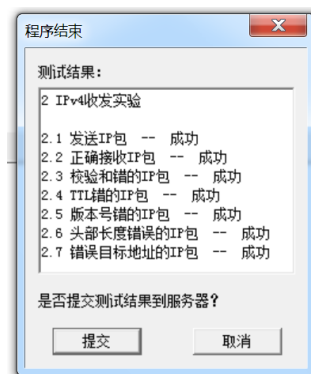 程序结束
测试结果：
2 IPv4收发实验
2.1 发送IP包 -- 成功
2.2 正确接收IP包 -- 成功
2.3 校验和错的IP包 -- 成功
2.4 TTL错的IP包 -- 成功
2.5 版本号错的IP包 -- 成功
2.6 头部长度错误的IP包 -- 成功
2.7 错误目标地址的IP包 -- 成功
是否提交测试结果到服务器？
提交 取消